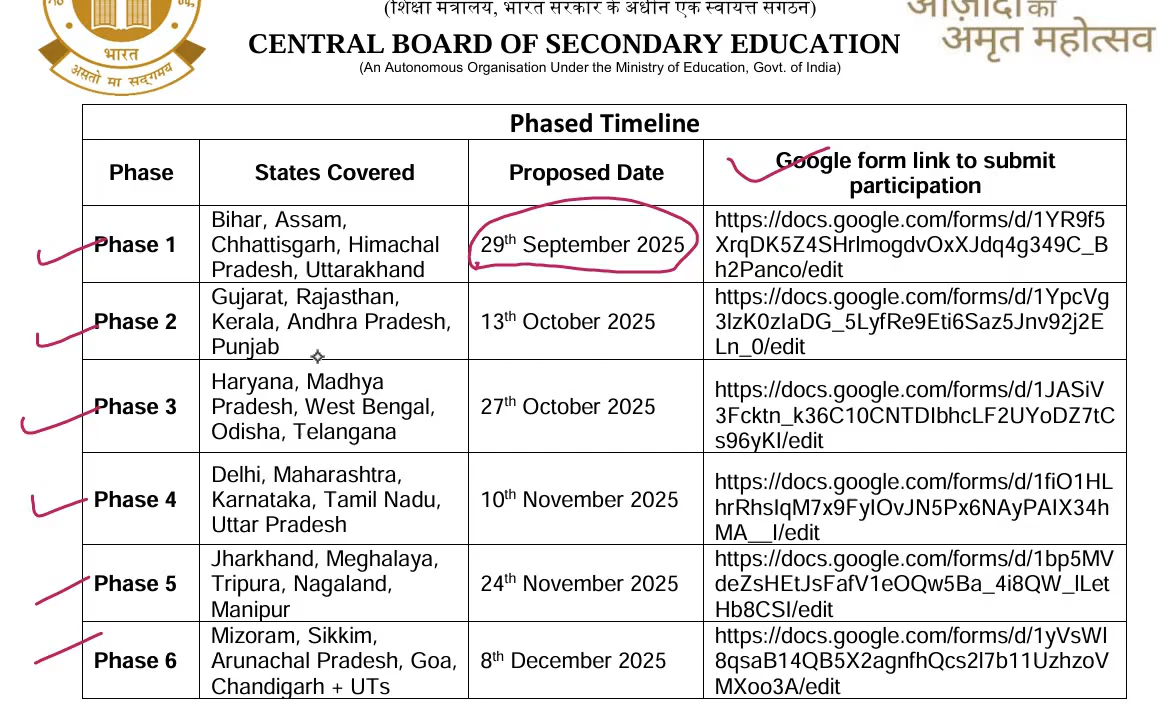 (शिक्षा मंत्रालय, भारत सरकार के अधीन एक स्वायत्त संगठन)
CENTRAL BOARD OF SECONDARY EDUCATION
(An Autonomous Organisation Under the Ministry of Education, Govt. of India)
भारत
असतो मा सद्गमय
आज़ादी का
अमृत महोत्सव
Phased Timeline
Phase
States Covered
Proposed Date
Google form link to submit
participation
Phase 1
Bihar, Assam,
Chhattisgarh, Himachal
Pradesh, Uttarakhand
29th September 2025
https://docs.google.com/forms/d/1YR9f5
XrqDK5Z4SHrlmogdvOxXJdq4g349C_B
h2Panco/edit
Phase 2
Gujarat, Rajasthan,
Kerala, Andhra Pradesh,
Punjab
13th October 2025
https://docs.google.com/forms/d/1YpcVg
3lzK0zIaDG_5LyfRe9Eti6Saz5Jnv92j2E
Ln_0/edit
Phase 3
Haryana, Madhya
Pradesh, West Bengal,
Odisha, Telangana
27th October 2025
https://docs.google.com/forms/d/1JASiV
3Fcktn_k36C10CNTDIbhcLF2UYoDZ7tC
s96yKI/edit
Phase 4
Delhi, Maharashtra,
Karnataka, Tamil Nadu,
Uttar Pradesh
10th November 2025
https://docs.google.com/forms/d/1fiO1HL
hrRhsIqM7x9FyIOvJN5Px6NAyPAIX34h
MA__I/edit
Phase 5
Jharkhand, Meghalaya,
Tripura, Nagaland,
Manipur
24th November 2025
https://docs.google.com/forms/d/1bp5MV
deZsHEtJsFafV1eOQw5Ba_4i8QW_lLet
Hb8CSI/edit
Phase 6
Mizoram, Sikkim,
Arunachal Pradesh, Goa,
Chandigarh + UTs
8th December 2025
https://docs.google.com/forms/d/1yVsWI
8qsaB14QB5X2agnfhQcs2l7b11UzhzoV
MXoo3A/edit